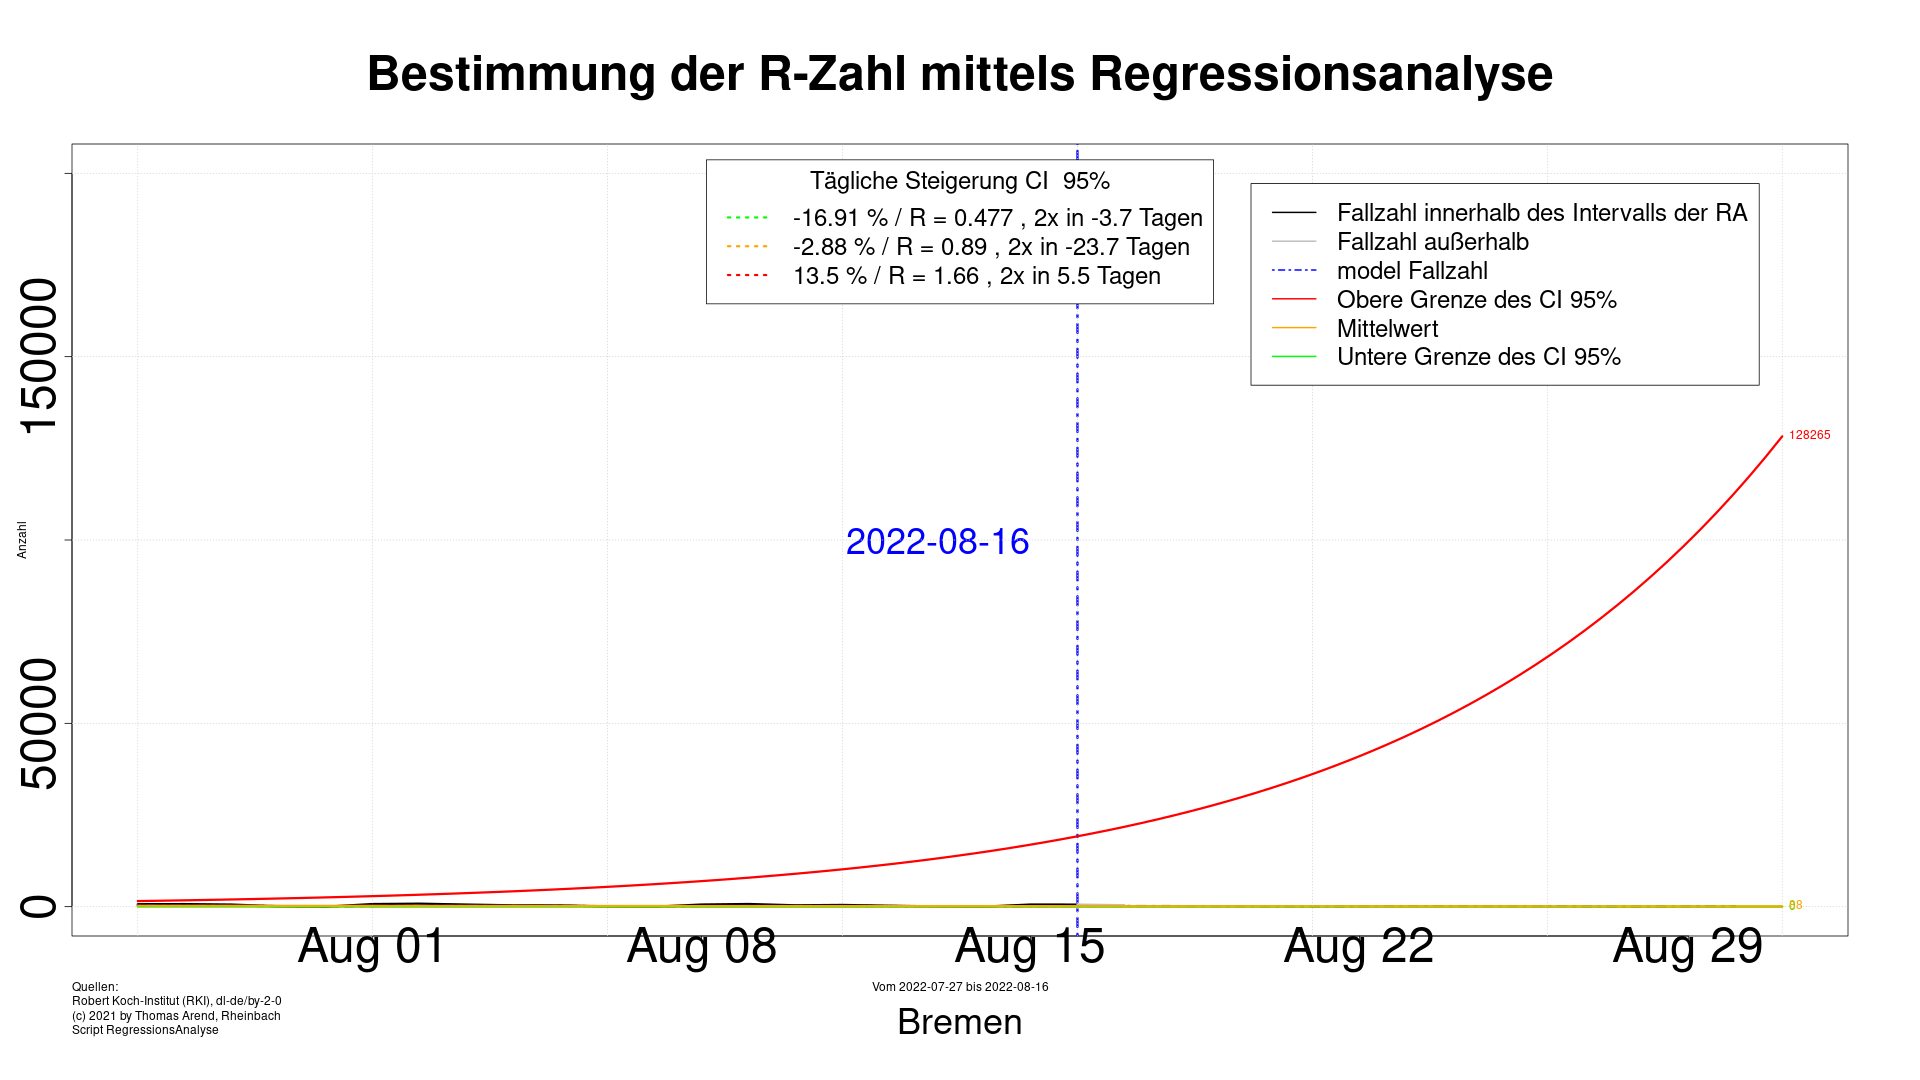 Bestimmung der R-Zahl mittels Regressionsanalyse
Tägliche Steigerung CI  95%
-16.91 % / R = 0.477 , 2x in -3.7 Tagen
-2.88 % / R = 0.89 , 2x in -23.7 Tagen
13.5 % / R = 1.66 , 2x in 5.5 Tagen
Fallzahl innerhalb des Intervalls der RA
Fallzahl außerhalb
model Fallzahl
Obere Grenze des CI 95%
Mittelwert
Untere Grenze des CI 95%
150000
50000
0
Anzahl
128265
2022-08-16
Aug 01
Aug 08
Aug 15
Aug 22
Aug 29
Quellen:
Robert Koch-Institut (RKI), dl-de/by-2-0
(c) 2021 by Thomas Arend, Rheinbach
Script RegressionsAnalyse
Vom 2022-07-27 bis 2022-08-16
Bremen